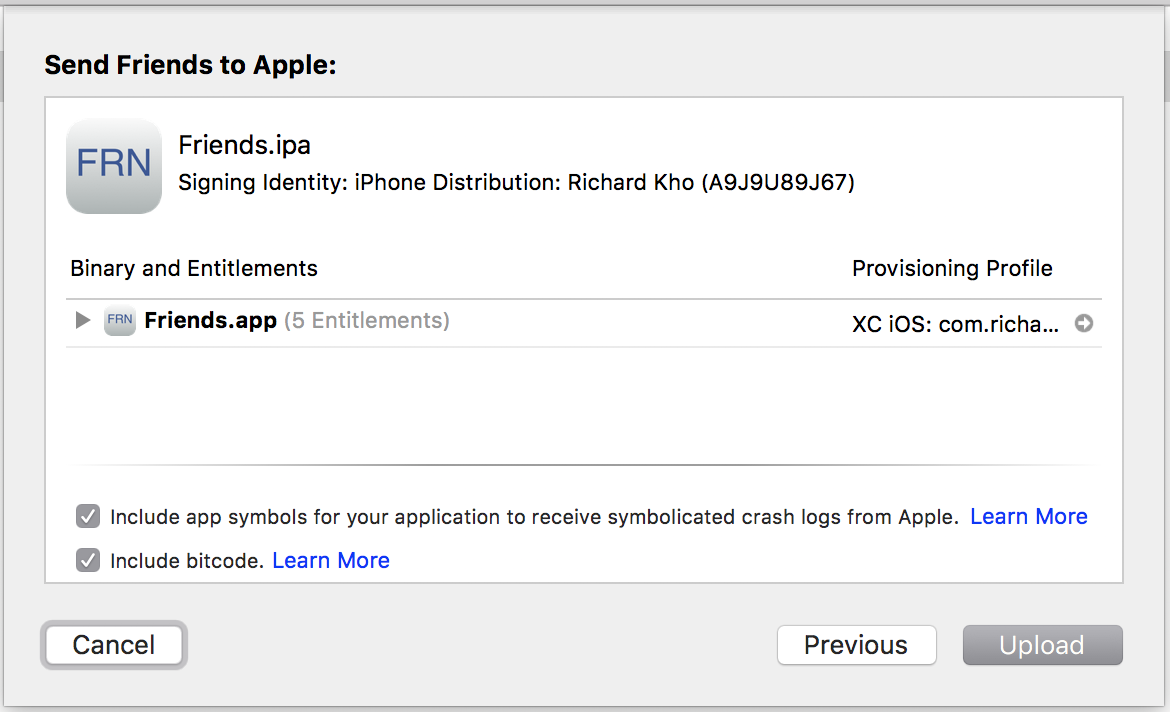 Send Friends to Apple:
FRN
Friends.ipa
Signing Identity: iPhone Distribution: Richard Kho (A9J9U89J67)
Binary and Entitlements
Provisioning Profile
FRN
Friends.app (5 Entitlements)
XC iOS: com.richa...
Include app symbols for your application to receive symbolicated crash logs from Apple. Learn More
Include bitcode. Learn More
Cancel
Previous
Upload